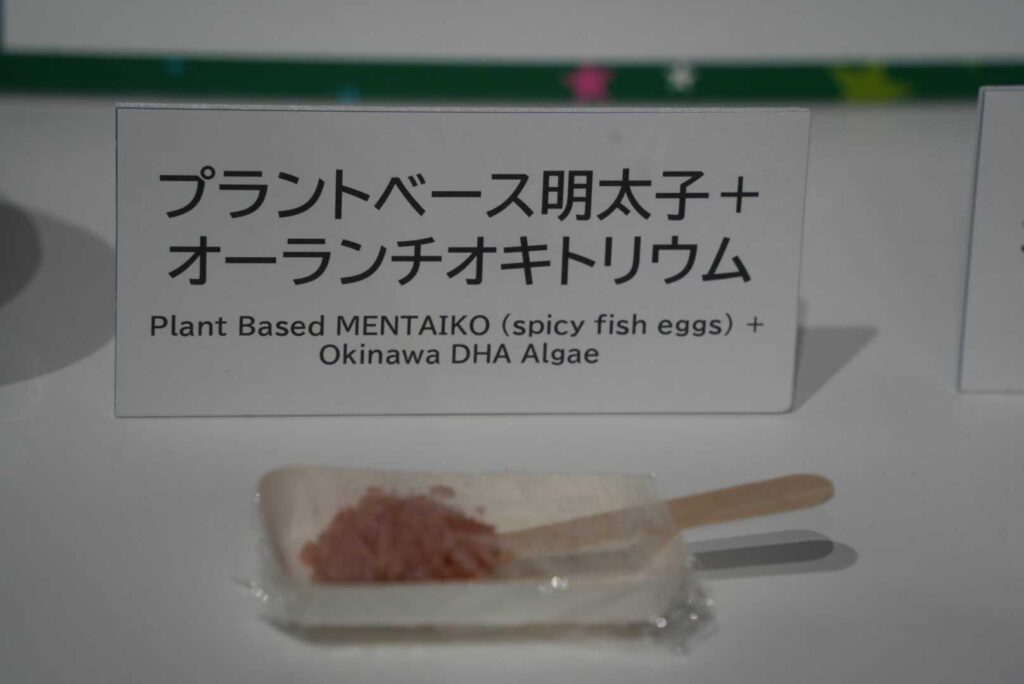 プラントベース明太子＋
オーランチオキトリウム
Plant Based MENTAIKO (spicy fish eggs) +
Okinawa DHA Algae